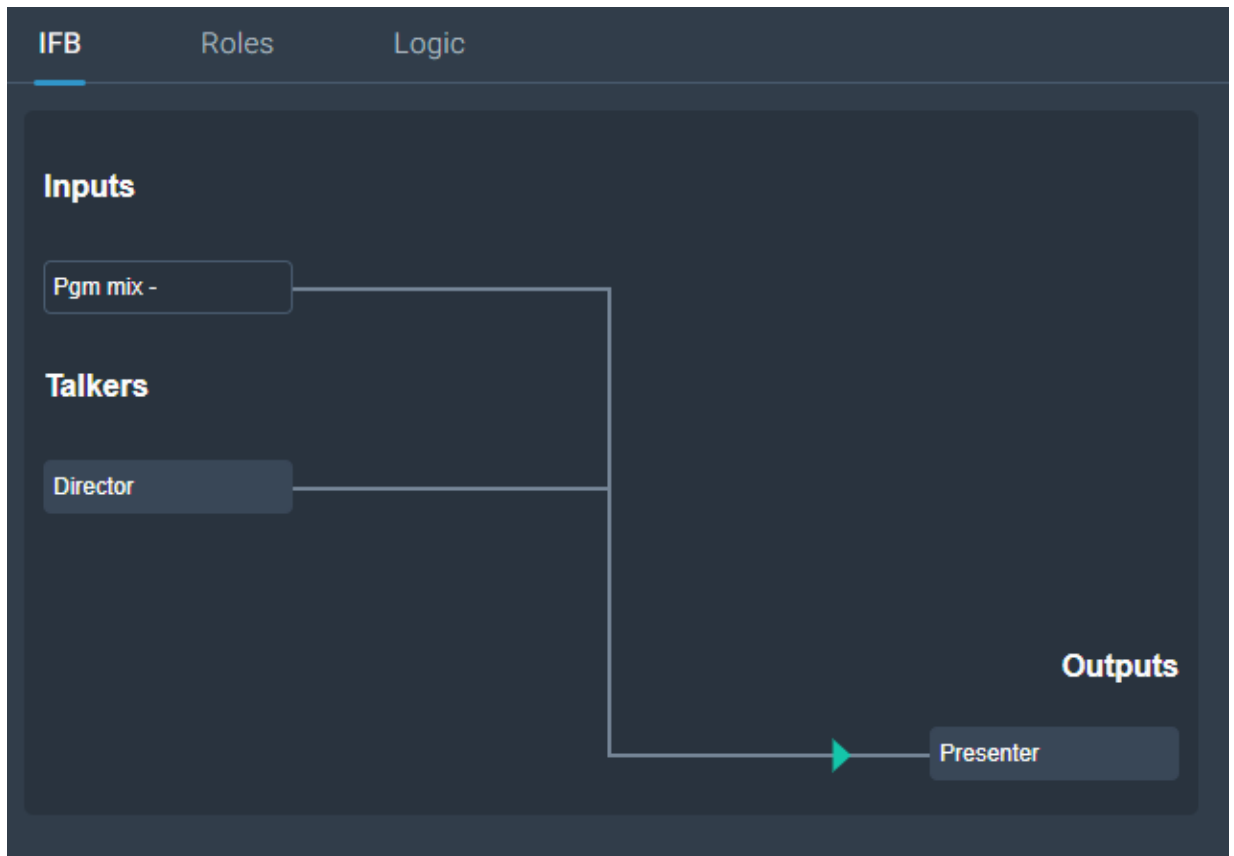 IFB Roles Logic
Inputs
Pgm mix -
Talkers
Director
Outputs
Presenter